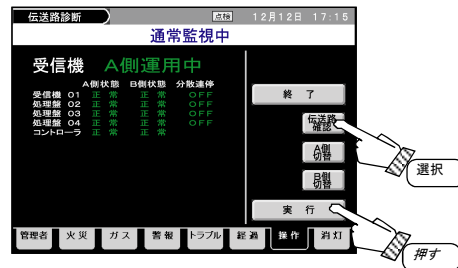 伝送路診断 点検 12月12日 17:15
通常監視中
受信機 A側運用中
A側状態 B側状態 分散連停
受信機 01 正常 正常 OFF
処理盤 02 正常 正常 OFF
処理盤 03 正常 正常 OFF
処理盤 04 正常 正常 OFF
コントローラ 正常 正常
終了
伝送路
確認
A側
切替
選択
B側
切替
実行
管理者 火災 ガス 警報 トラブル 経過 操作 消灯
押す